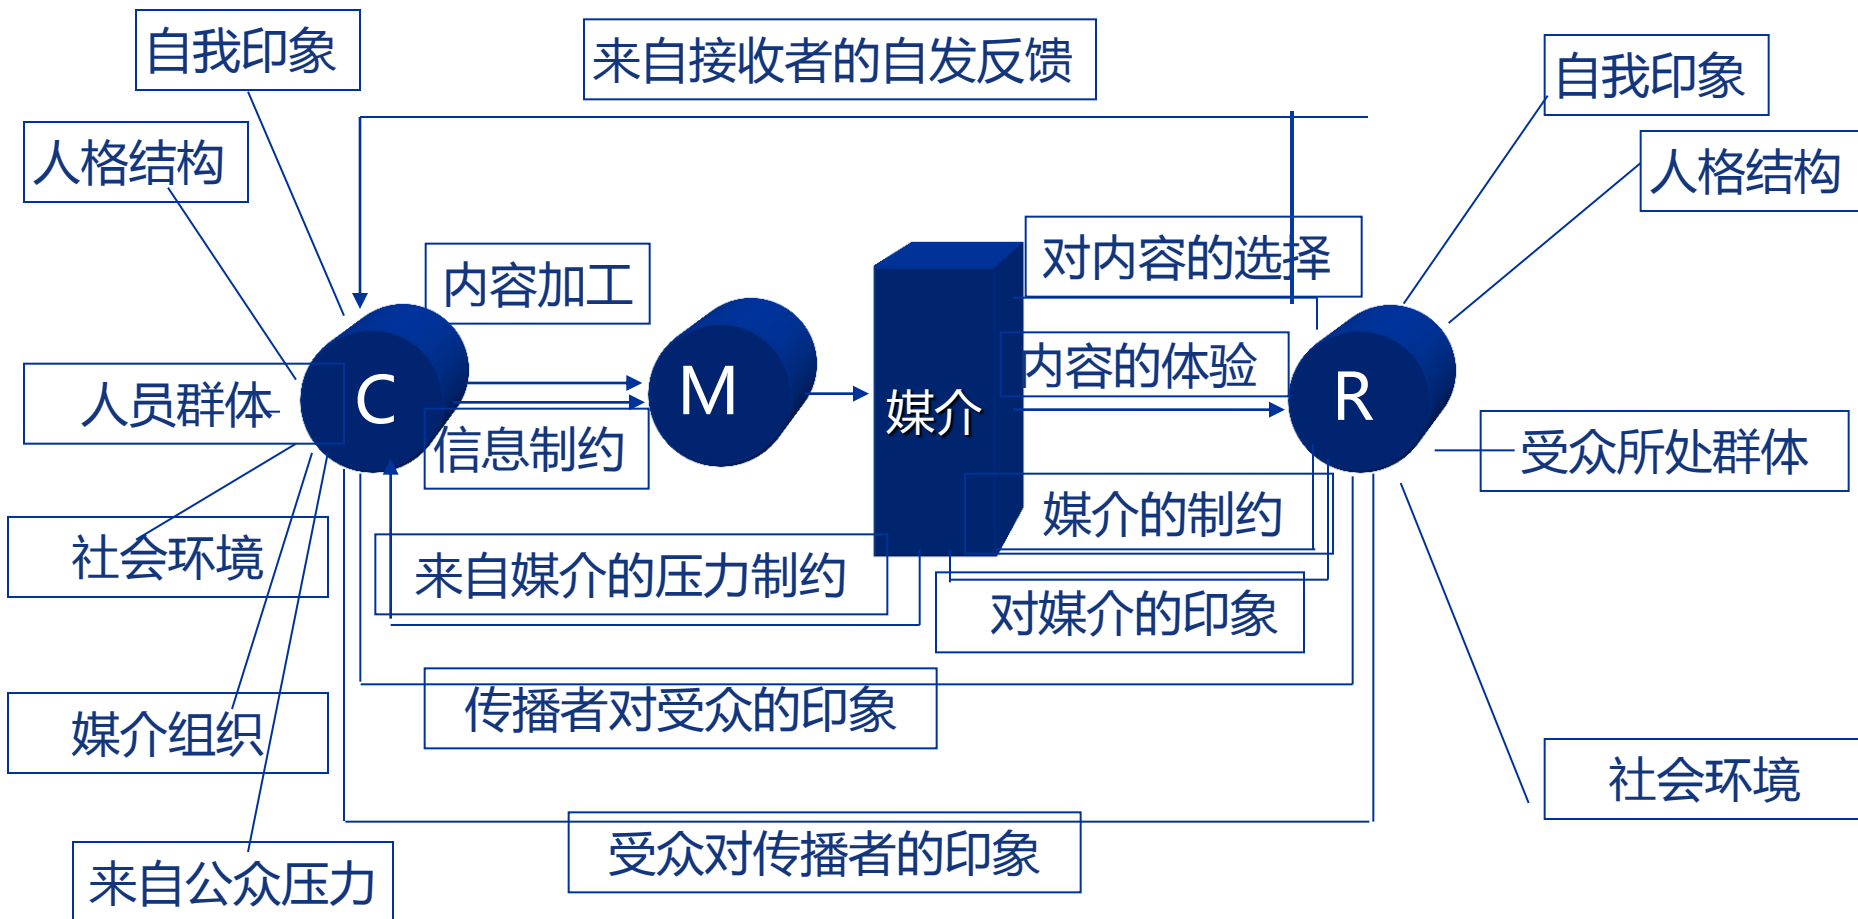 自我印象
来自接收者的自发反馈
自我印象
人格结构
人格结构
对内容的选择
内容加工
内容的体验
人员群体
C
M
媒介
R
信息制约
受众所处群体
媒介的制约
社会环境
来自媒介的压力制约
对媒介的印象
传播者对受众的印象
媒介组织
社会环境
受众对传播者的印象
来自公众压力